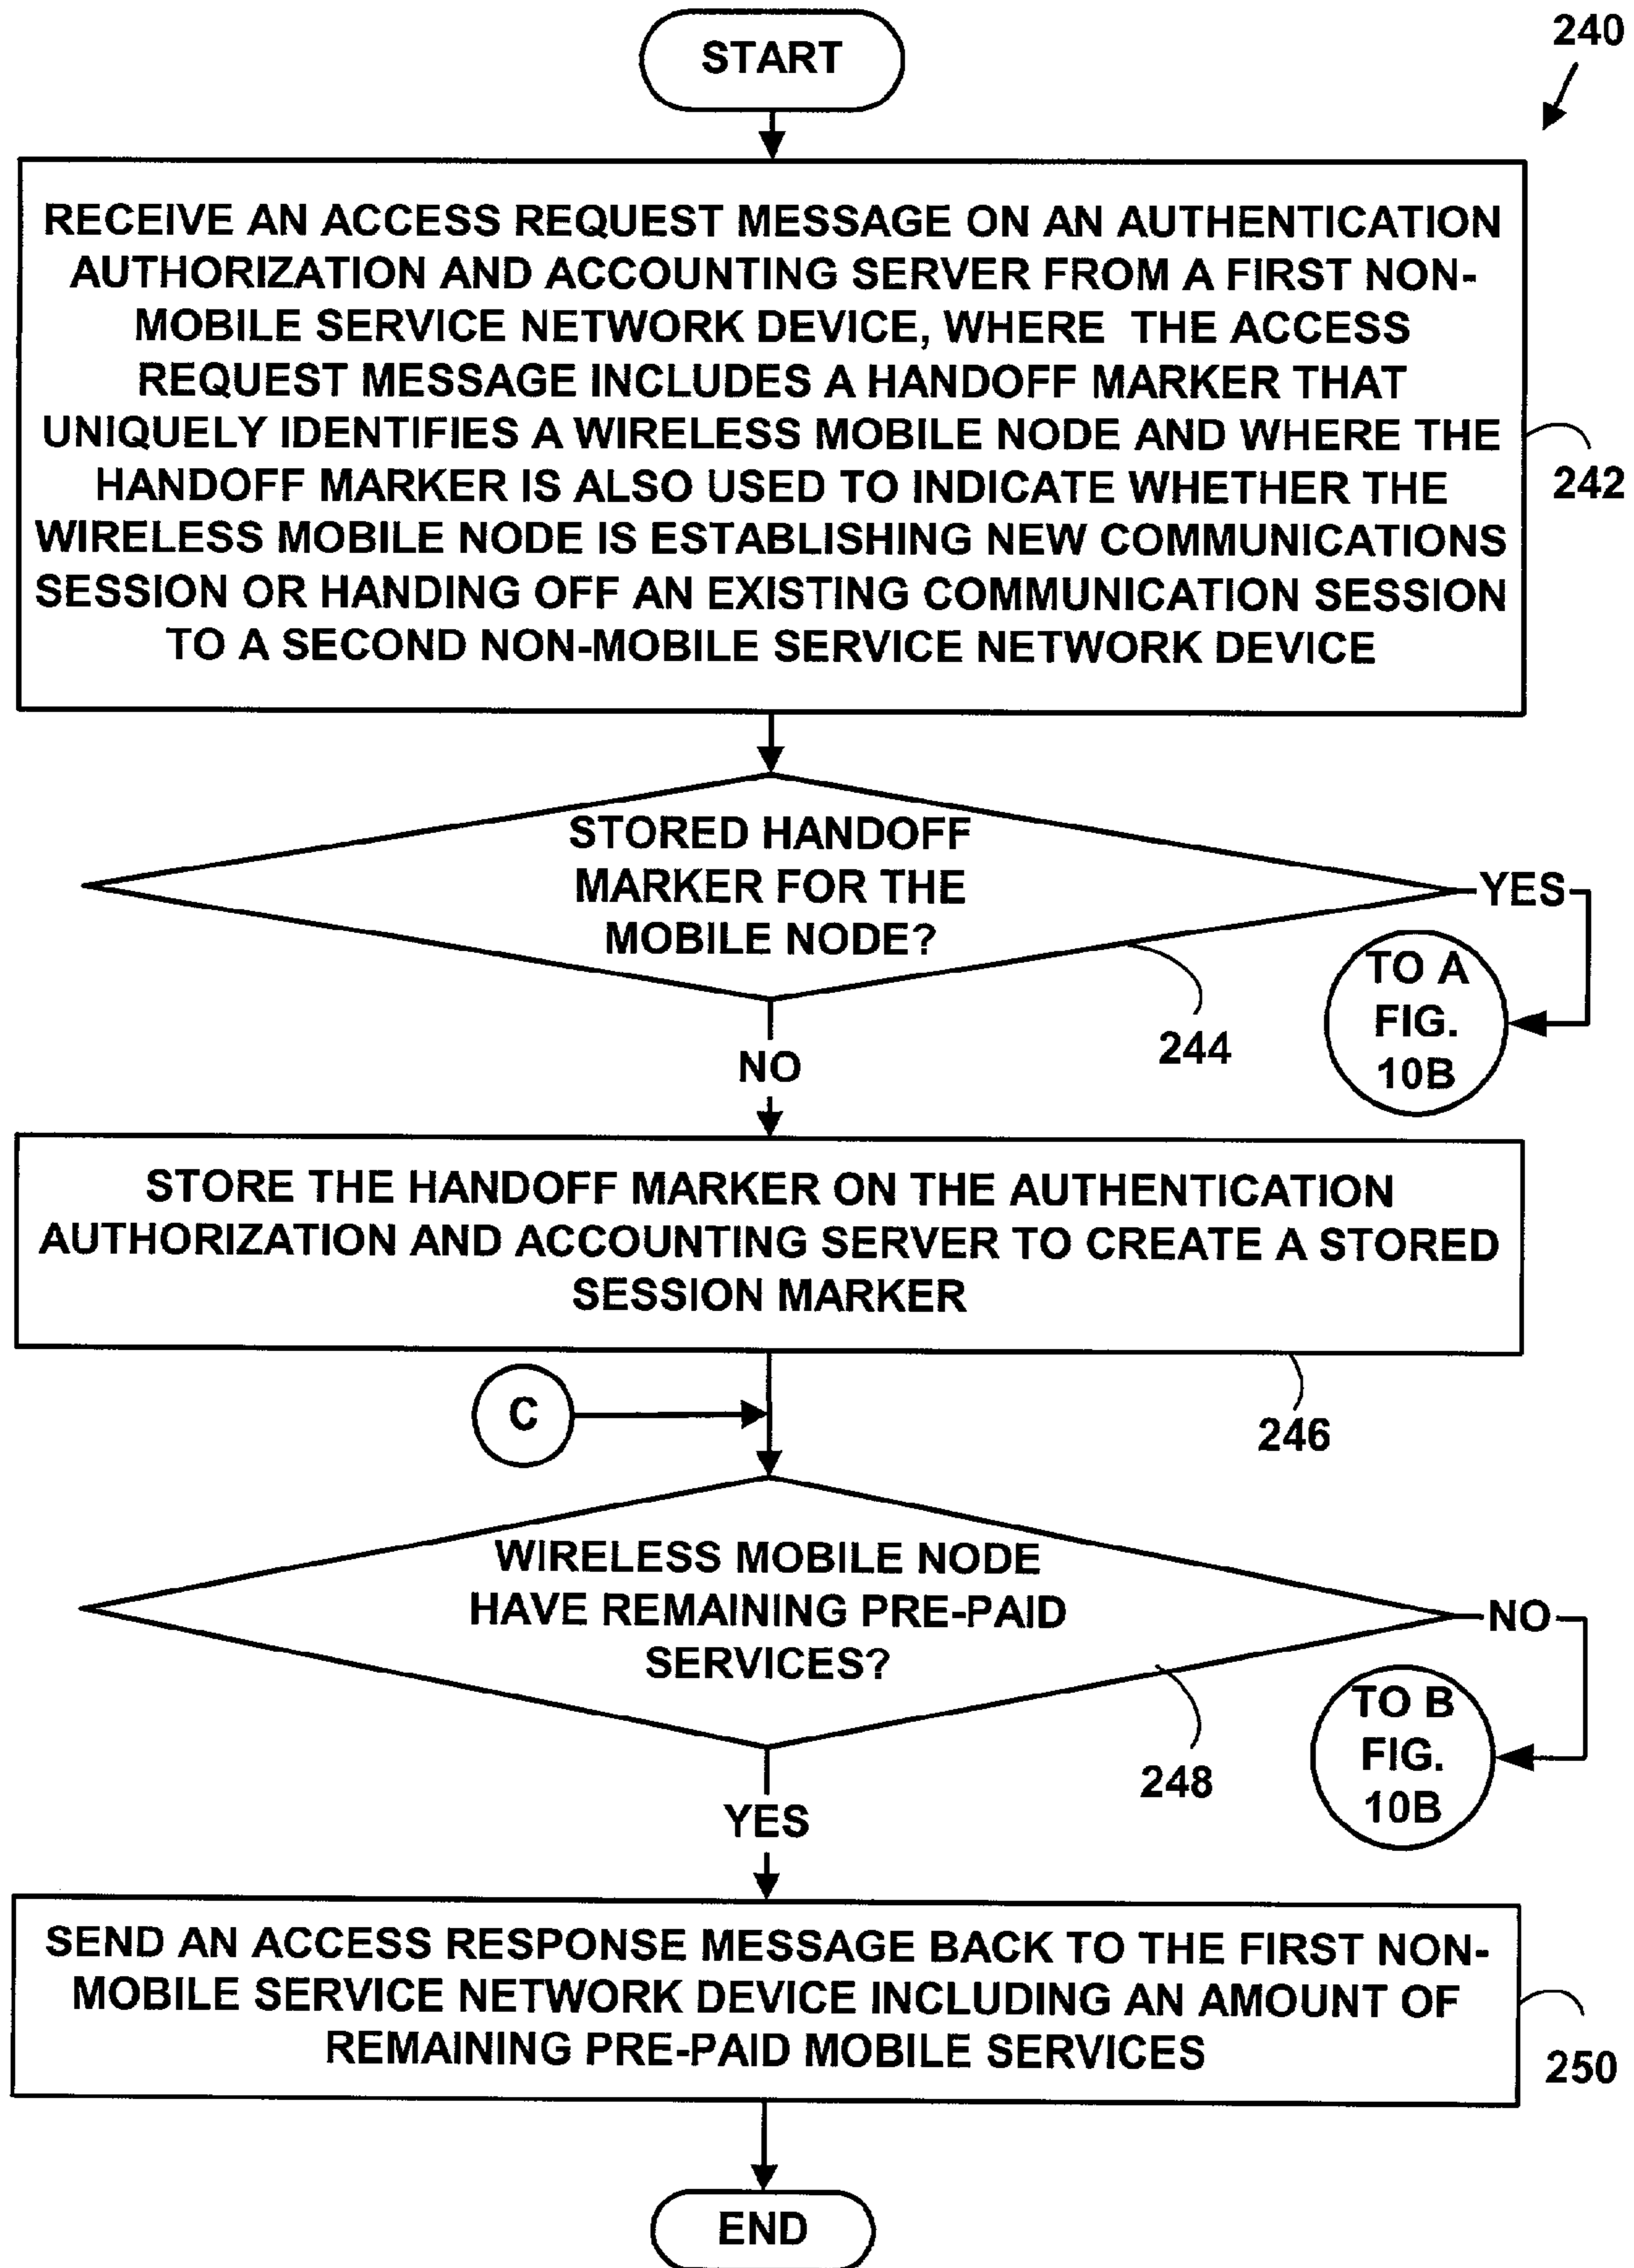 START
240
RECEIVE AN ACCESS REQUEST MESSAGE ON AN AUTHENTICATION
AUTHORIZATION AND ACCOUNTING SERVER FROM A FIRST NON-
MOBILE SERVICE NETWORK DEVICE, WHERE THE ACCESS
REQUEST MESSAGE INCLUDES A HANDOFF MARKER THAT
UNIQUELY IDENTIFIES A WIRELESS MOBILE NODE AND WHERE THE
HANDOFF MARKER IS ALSO USED TO INDICATE WHETHER THE
WIRELESS MOBILE NODE IS ESTABLISHING NEW COMMUNICATIONS
SESSION OR HANDING OFF AN EXISTING COMMUNICATION SESSION
TO A SECOND NON-MOBILE SERVICE NETWORK DEVICE
242
STORED HANDOFF
MARKER FOR THE
MOBILE NODE?
YES
TO A
FIG.
10B
244
NO
STORE THE HANDOFF MARKER ON THE AUTHENTICATION
AUTHORIZATION AND ACCOUNTING SERVER TO CREATE A STORED
SESSION MARKER
246
C
WIRELESS MOBILE NODE
HAVE REMAINING PRE-PAID
SERVICES?
NO
TO B
FIG.
10B
248
YES
SEND AN ACCESS RESPONSE MESSAGE BACK TO THE FIRST NON-
MOBILE SERVICE NETWORK DEVICE INCLUDING AN AMOUNT OF
REMAINING PRE-PAID MOBILE SERVICES
250
END